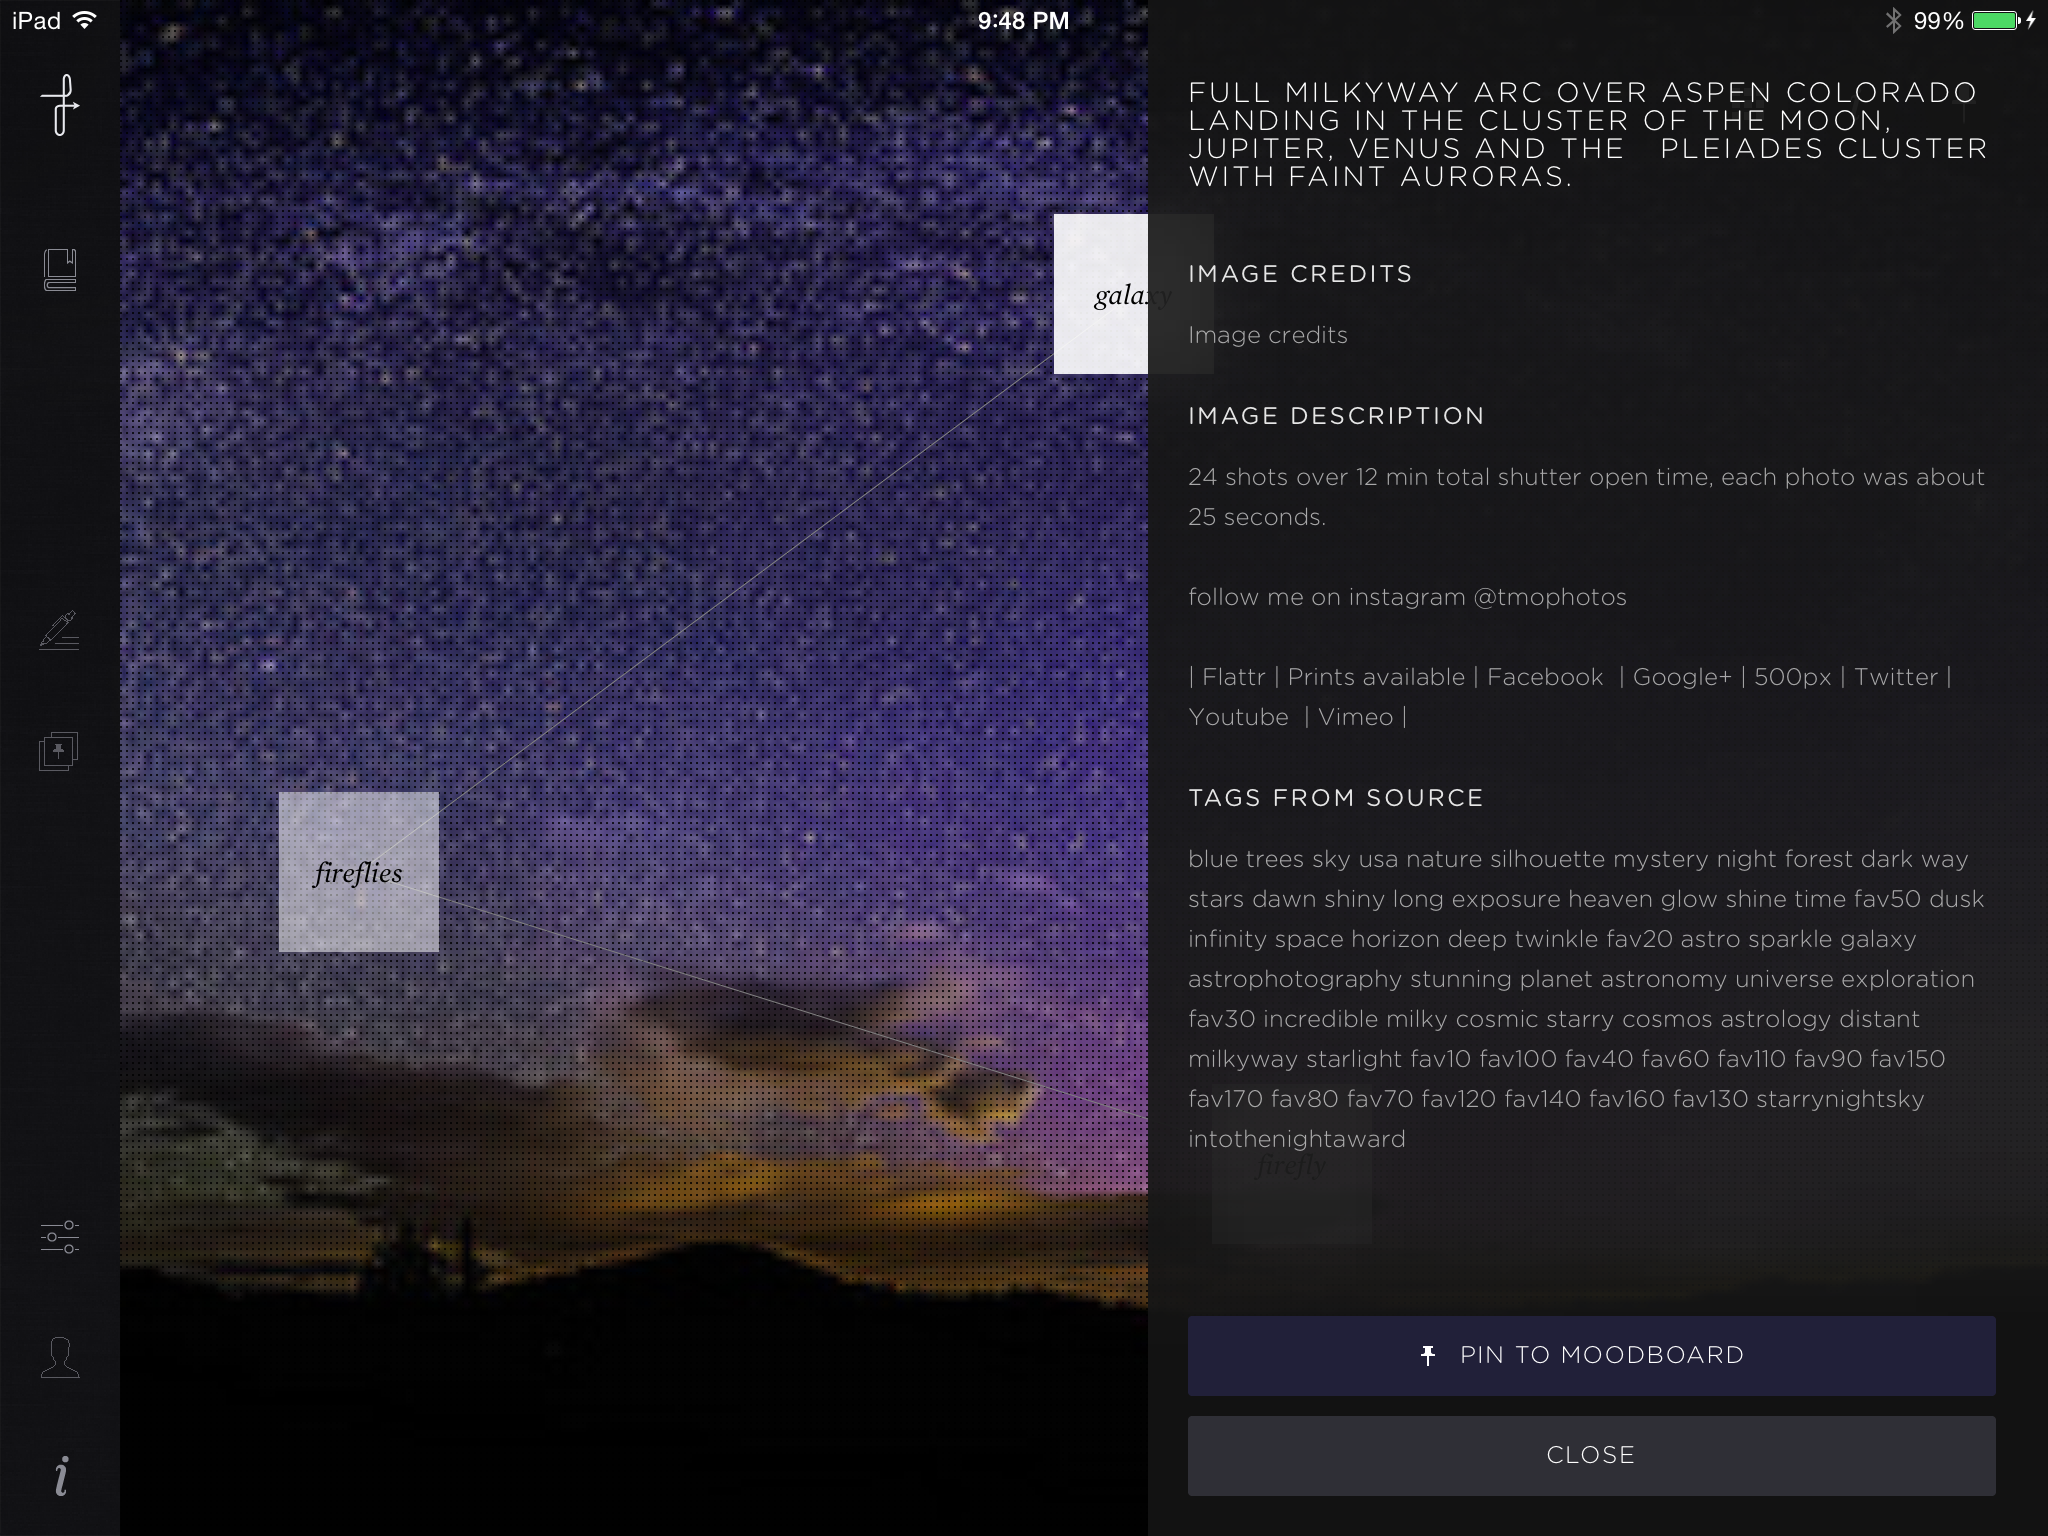 iPad
9:48 PM
99%
FULL MILKYWAY ARC OVER ASPEN COLORADO
LANDING IN THE CLUSTER OF THE MOON,
JUPITER, VENUS AND THE   PLEIADES CLUSTER
WITH FAINT AURORAS.
galaxy
IMAGE CREDITS
Image credits
IMAGE DESCRIPTION
24 shots over 12 min total shutter open time, each photo was about
25 seconds.
follow me on instagram @tmophotos
| Flattr | Prints available | Facebook  | Google+ | 500px | Twitter |
Youtube  | Vimeo |
fireflies
TAGS FROM SOURCE
blue trees sky usa nature silhouette mystery night forest dark way
stars dawn shiny long exposure heaven glow shine time fav50 dusk
infinity space horizon deep twinkle fav20 astro sparkle galaxy
astrophotography stunning planet astronomy universe exploration
fav30 incredible milky cosmic starry cosmos astrology distant
milkyway starlight fav10 fav100 fav40 fav60 fav110 fav90 fav150
fav170 fav80 fav70 fav120 fav140 fav160 fav130 starrynightsky
intothenightaward
firefly
PIN TO MOODBOARD
CLOSE
i